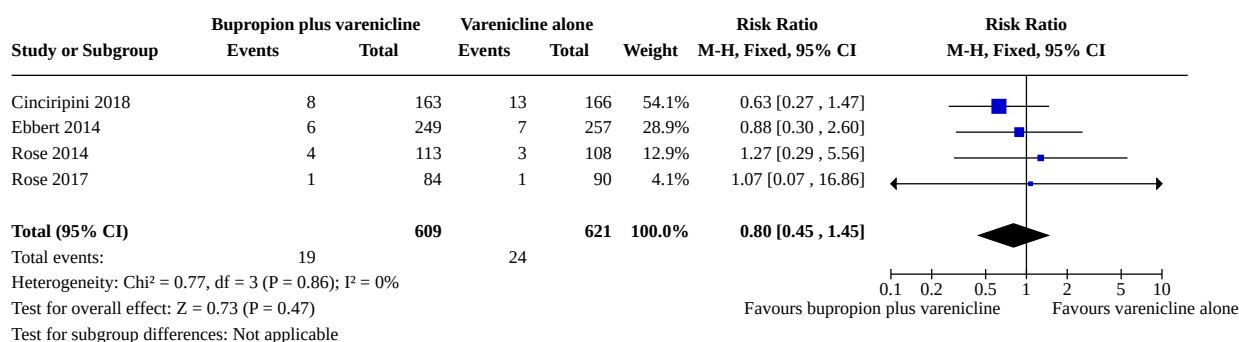 Bupropion plus varenicline Varenicline alone Risk Ratio Risk Ratio
Study or Subgroup Events Total Events Total Weight M-H, Fixed, 95% CI M-H, Fixed, 95% CI
Cinciripini 2018 8 163 13 166 54.1% 0.63 [0.27 , 1.47]
Ebbert 2014 6 249 7 257 28.9% 0.88 [0.30 , 2.60]
Rose 2014 4 113 3 108 12.9% 1.27 [0.29 , 5.56]
Rose 2017 1 84 1 90 4.1% 1.07 [0.07 , 16.86]
Total (95% CI) 609 621 100.0% 0.80 [0.45 , 1.45]
Total events: 19 24
Heterogeneity: Chi² = 0.77, df = 3 (P = 0.86); I² = 0%
0.1 0.2 0.5 1 2 5 10
Test for overall effect: Z = 0.73 (P = 0.47) Favours bupropion plus varenicline Favours varenicline alone
Test for subgroup differences: Not applicable